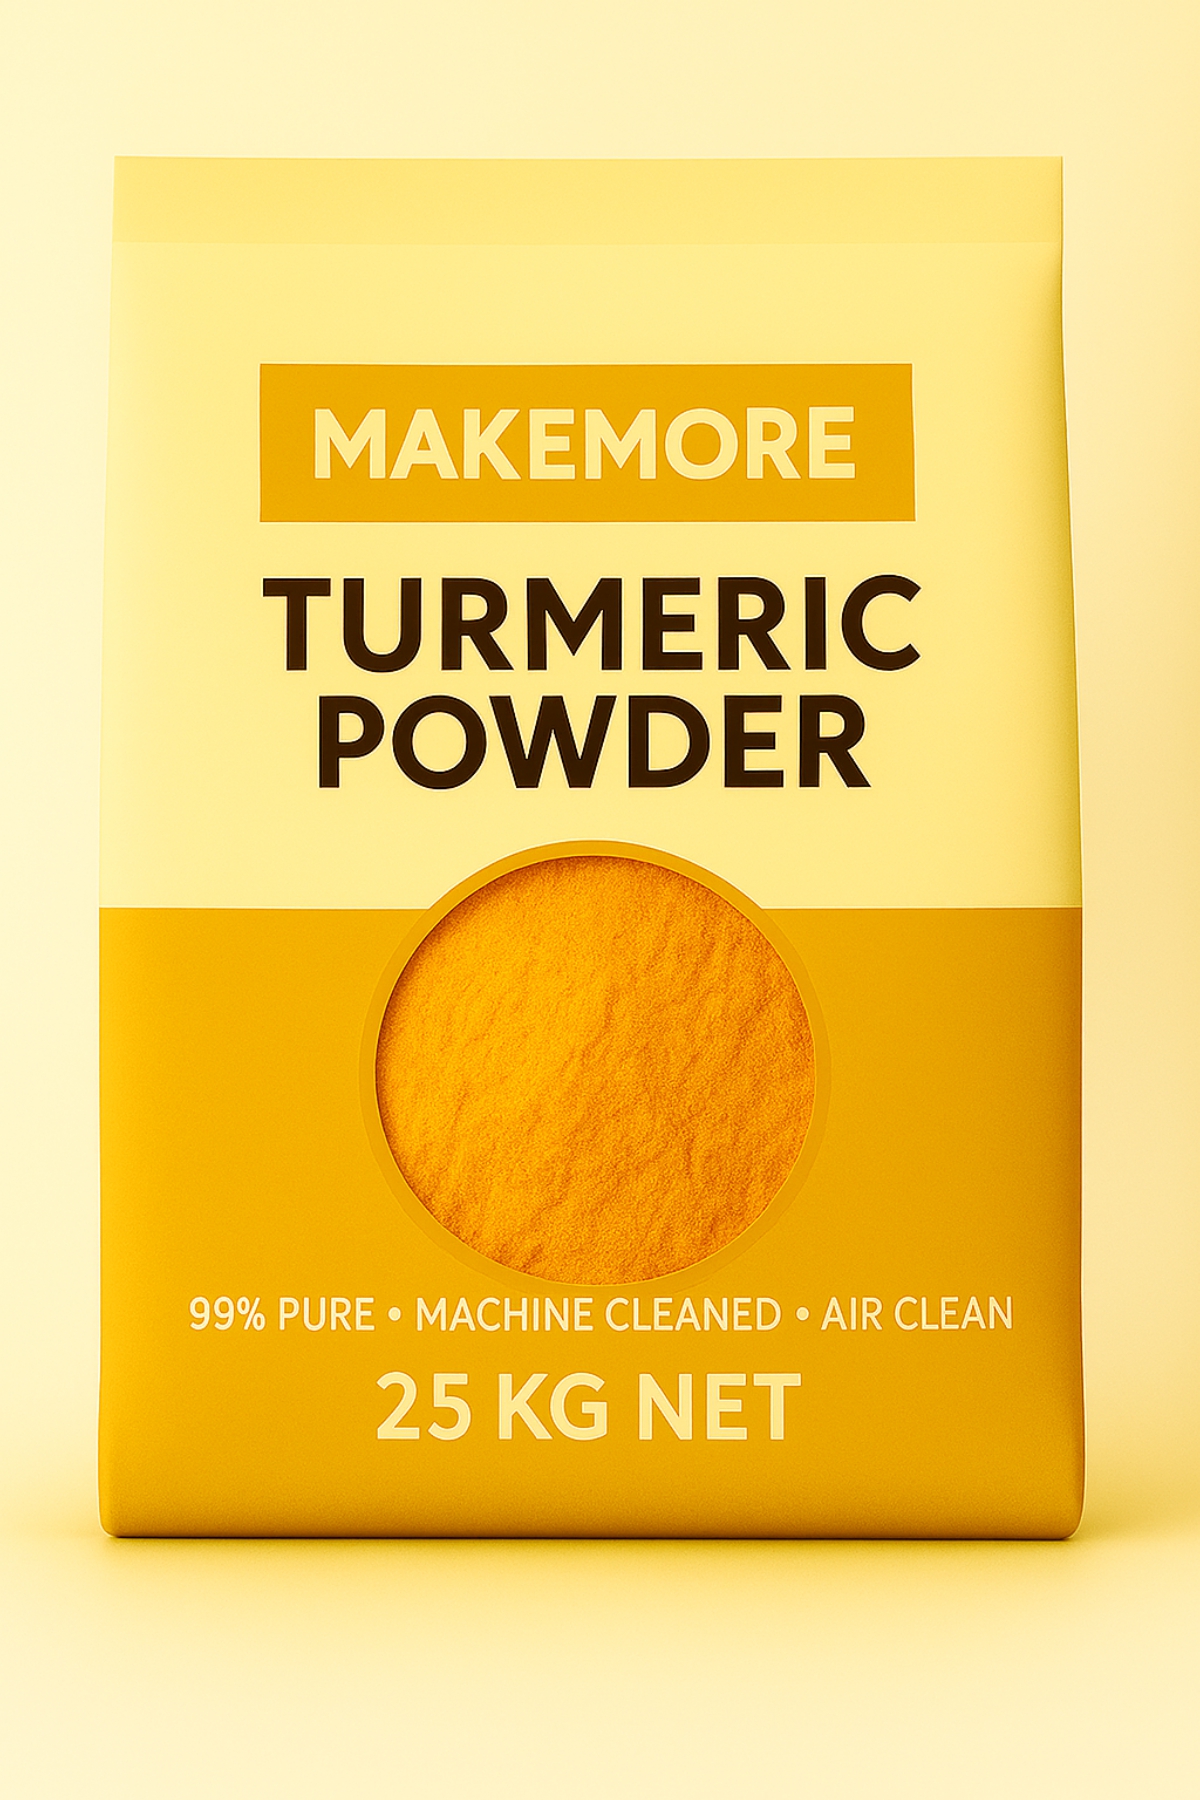 MAKEMORE
TURMERIC
POWDER
99% PURE • MACHINE CLEANED • AIR CLEAN
25 KG NET